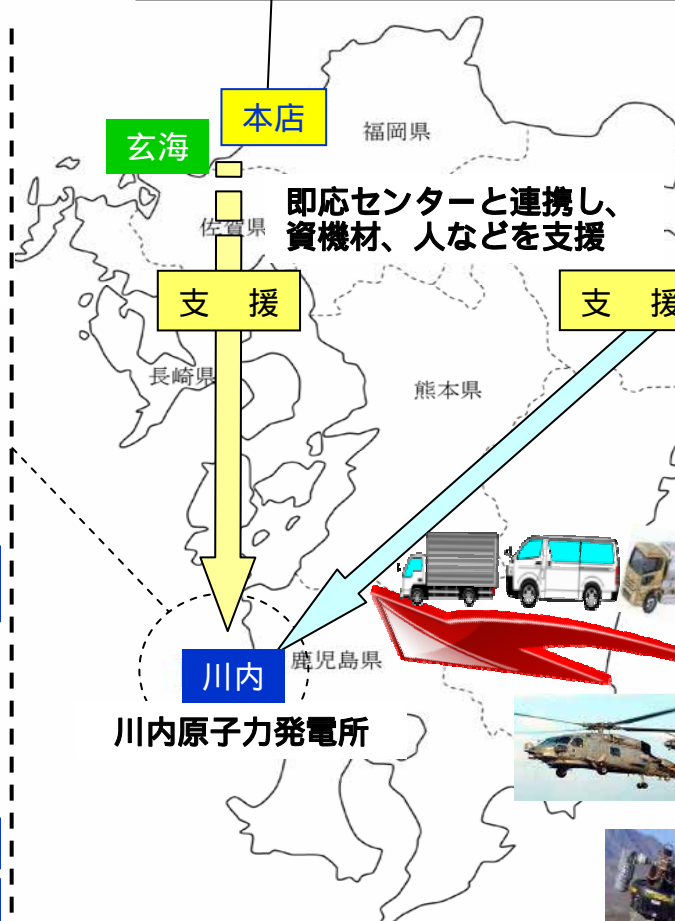 本店
福岡県
玄海
即応センターと連携し、
資機材、人などを支援
佐賀県
支　援
支　援
長崎県
熊本県
鹿児島県
川内
川内原子力発電所